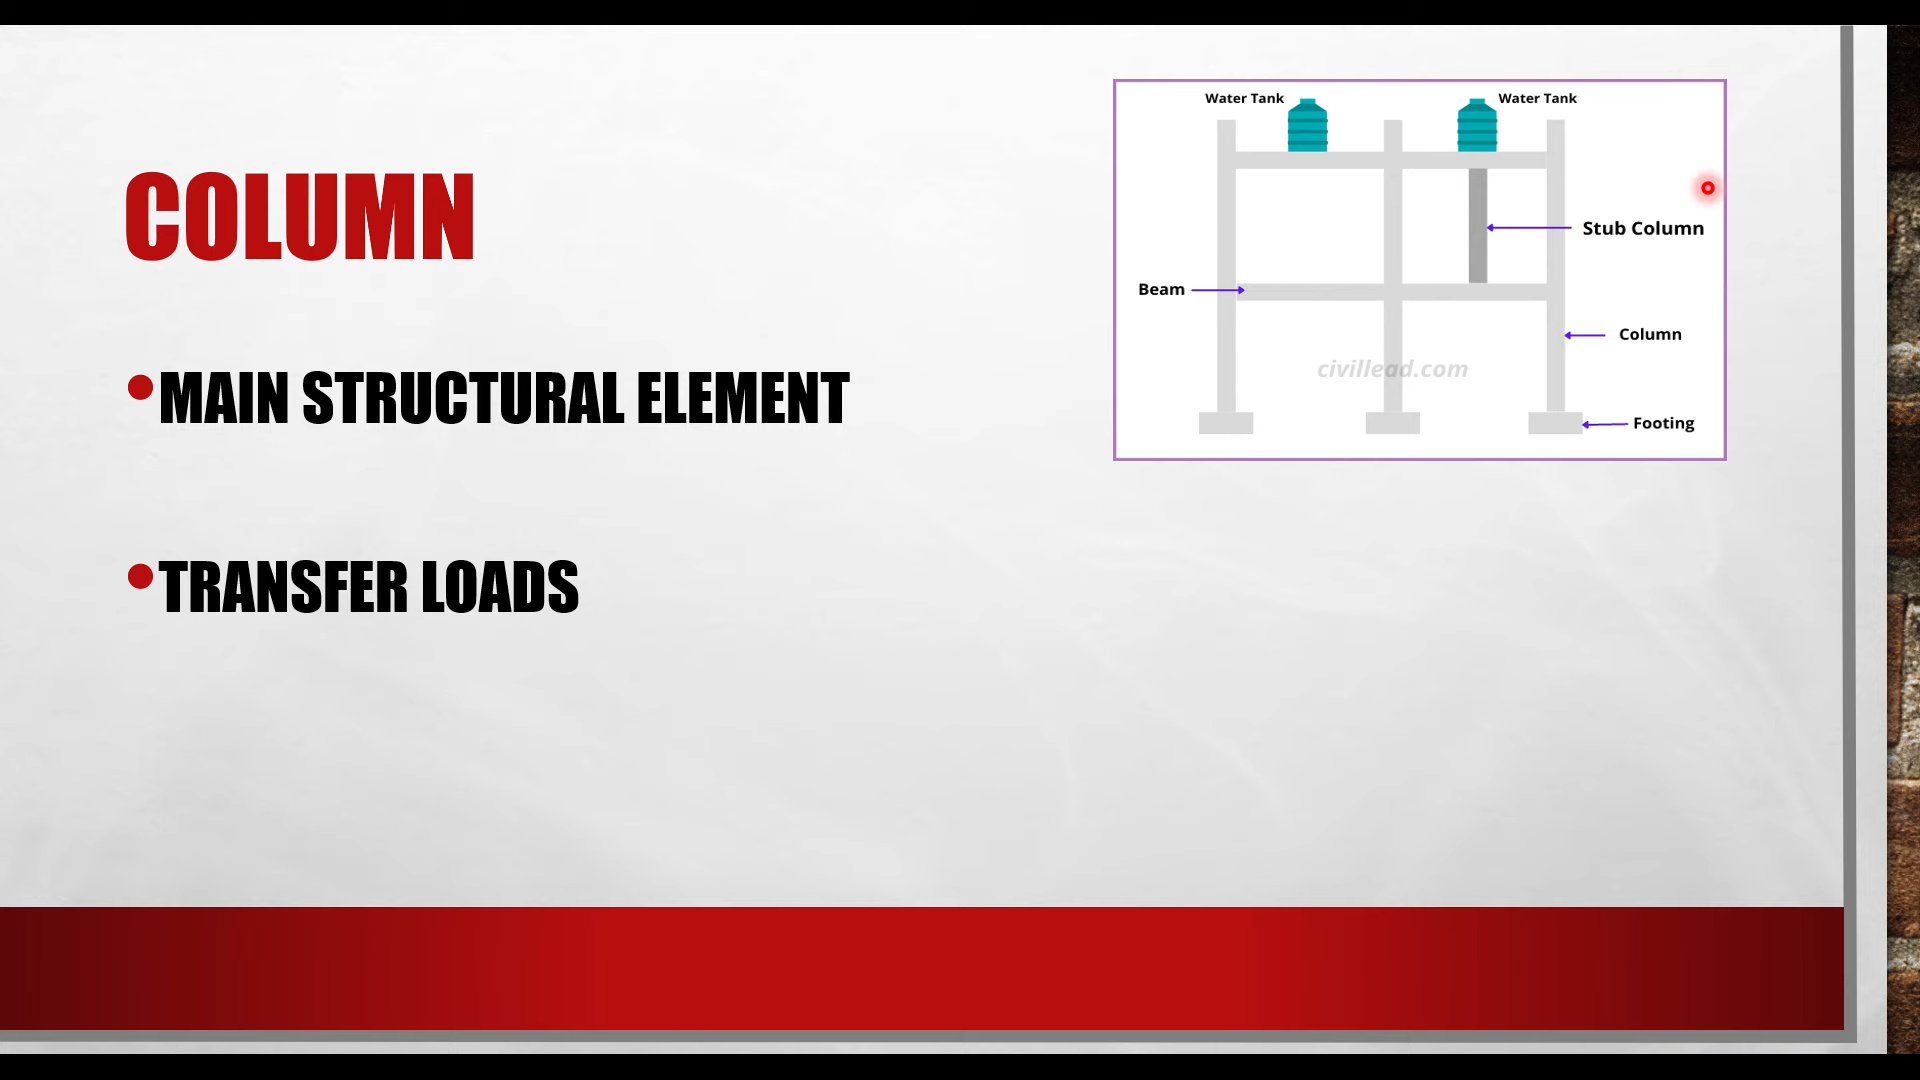 COLUMN
•MAIN STRUCTURAL ELEMENT
•TRANSFER LOADS
Water Tank
Water Tank
Stub Column
Beam
Column
civillead.com
Footing